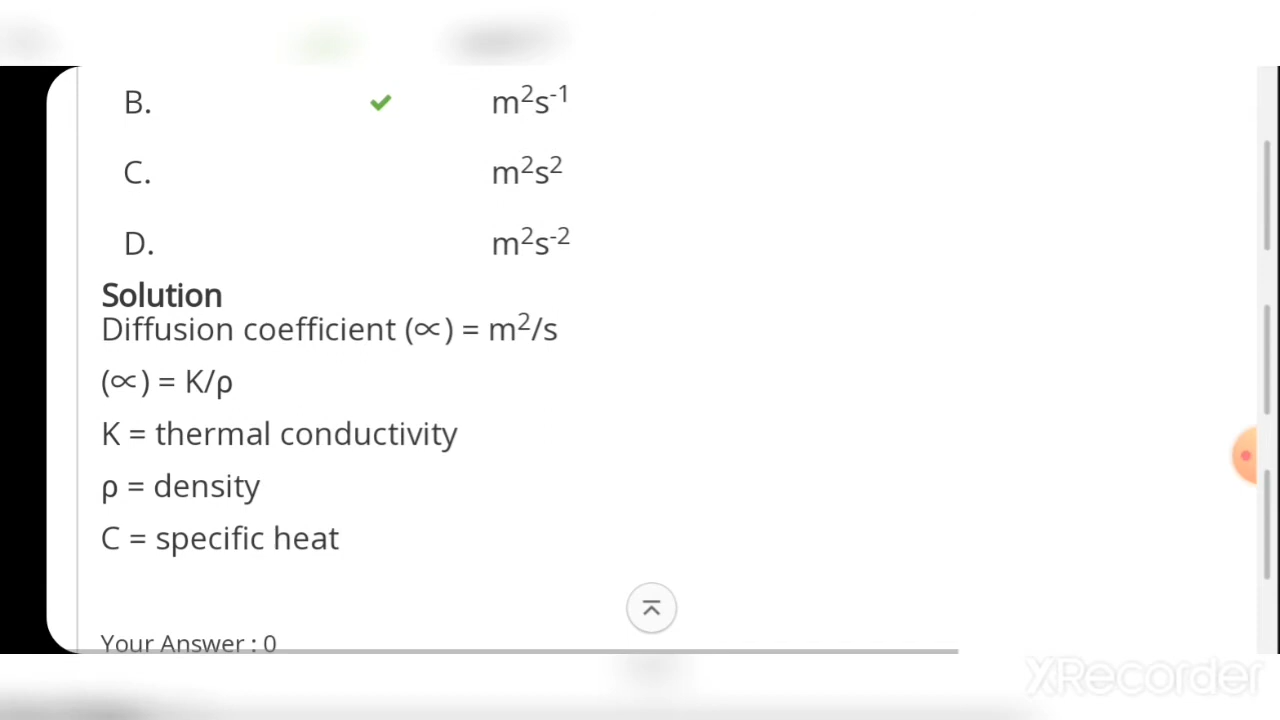 B. ✔ m²s⁻¹
C. m²s²
D. m²s⁻²
Solution
Diffusion coefficient (∝) = m²/s
(∝) = K/ρ
K = thermal conductivity
ρ = density
C = specific heat
Your Answer : 0
XRecorder